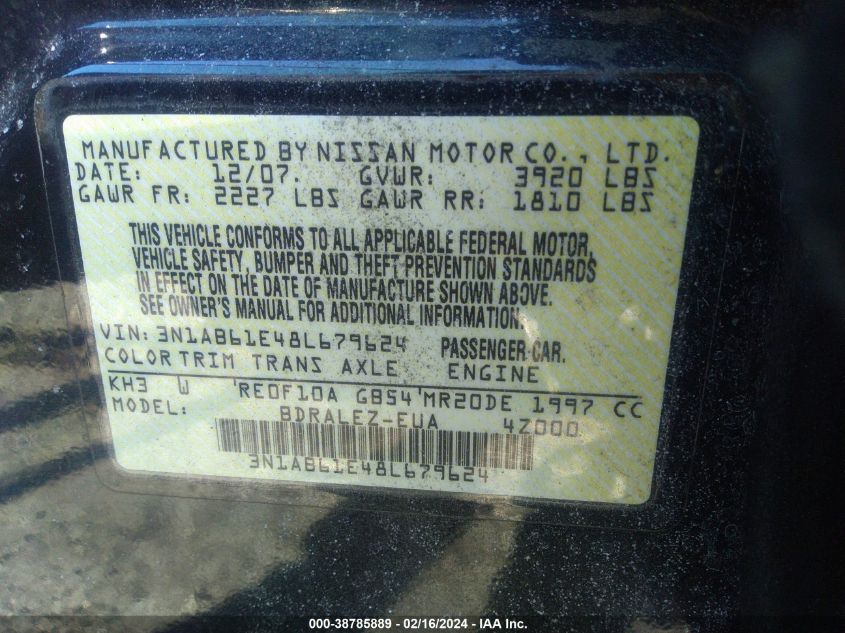 MANUFACTURED BY NISSAN MOTOR CO., LTD.
DATE: 12/07. GVWR: 3920 LBS
GAWR FR: 2227 LBS GAWR RR: 1810 LBS
THIS VEHICLE CONFORMS TO ALL APPLICABLE FEDERAL MOTOR,
VEHICLE SAFETY, BUMPER AND THEFT PREVENTION STANDARDS
IN EFFECT ON THE DATE OF MANUFACTURE SHOWN ABOVE.
SEE OWNER'S MANUAL FOR ADDITIONAL INFORMATION.
VIN: 3N1AB61E48L679624 PASSENGER CAR.
COLOR TRIM TRANS AXLE ENGINE
KH3 W 'RE0F10A GB54'MR20DE 1997 CC
MODEL: BDRALEZ-EUA 4Z000
3N1AB61E48L679624
000-38785889 - 02/16/2024 - IAA Inc.